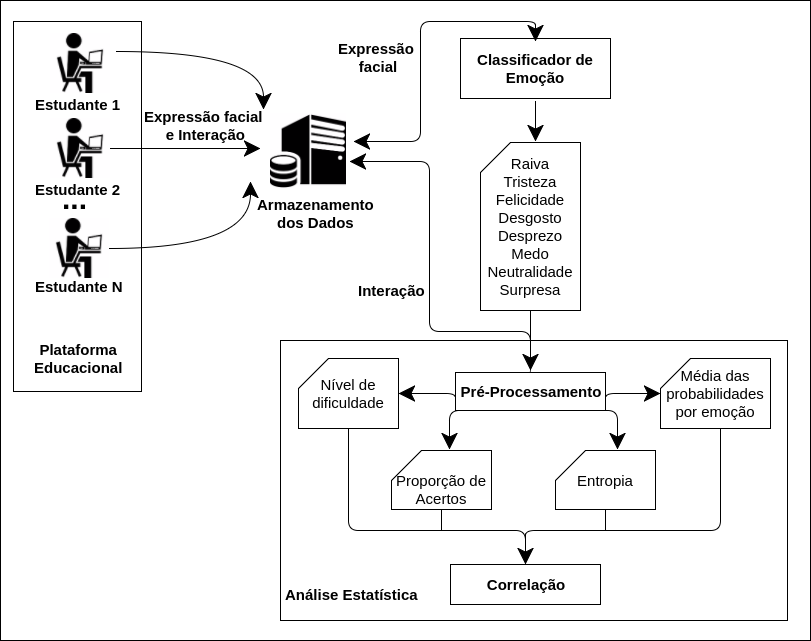 Estudante 1
Estudante 2
...
Estudante N
Plataforma
Educacional
Expressão facial
e Interação
Armazenamento
dos Dados
Expressão
facial
Interação
Classificador de
Emoção
Raiva
Tristeza
Felicidade
Desgosto
Desprezo
Medo
Neutralidade
Surpresa
Nível de
dificuldade
Pré-Processamento
Média das
probabilidades
por emoção
Proporção de
Acertos
Entropia
Correlação
Análise Estatística